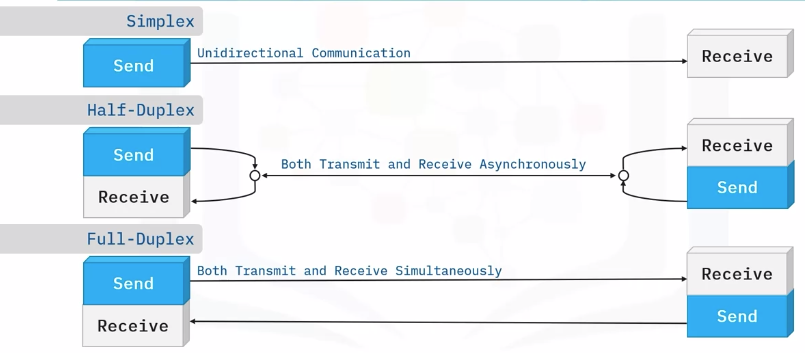 Simplex
Send
Unidirectional Communication
Receive
Half-Duplex
Send
Receive
Both Transmit and Receive Asynchronously
Receive
Send
Full-Duplex
Send
Receive
Both Transmit and Receive Simultaneously
Receive
Send